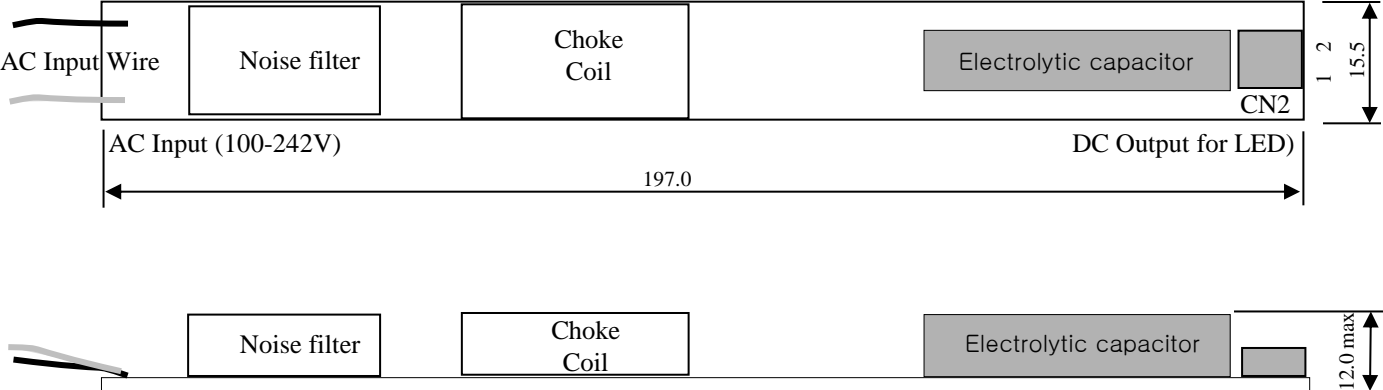 Choke
Coil
AC Input Wire
Noise filter
Electrolytic capacitor
1 2
15.5
CN2
AC Input (100-242V)
DC Output for LED)
197.0
Noise filter
Choke
Coil
Electrolytic capacitor
12.0 max